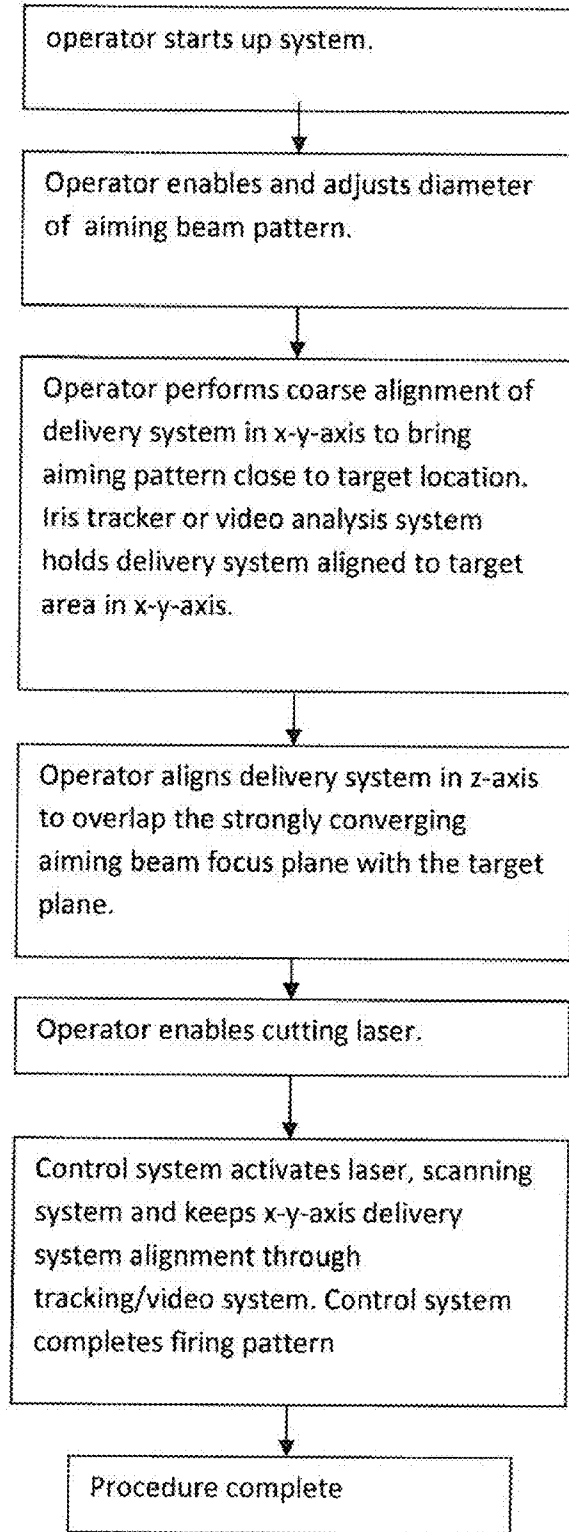 operator starts up system.
Operator enables and adjusts diameter
of aiming beam pattern.
Operator performs coarse alignment of
delivery system in x-y-axis to bring
aiming pattern close to target location.
Iris tracker or video analysis system
holds delivery system aligned to target
area in x-y-axis.
Operator aligns delivery system in z-axis
to overlap the strongly converging
aiming beam focus plane with the target
plane.
Operator enables cutting laser.
Control system activates laser, scanning
system and keeps x-y-axis delivery
system alignment through
tracking/video system. Control system
completes firing pattern
Procedure complete